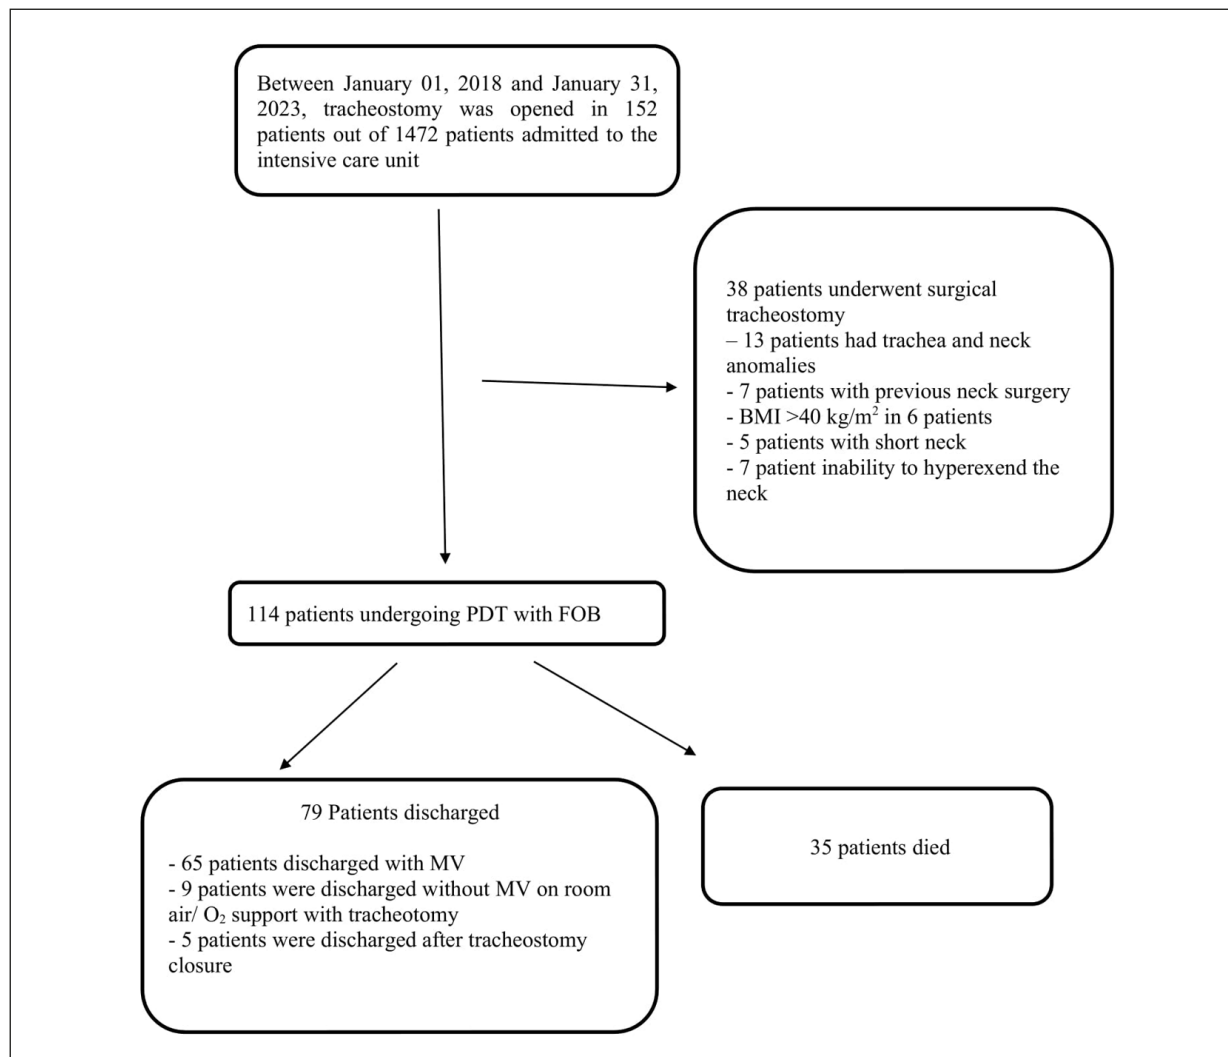 Between January 01, 2018 and January 31,
2023, tracheostomy was opened in 152
patients out of 1472 patients admitted to the
intensive care unit
38 patients underwent surgical
tracheostomy
– 13 patients had trachea and neck
anomalies
- 7 patients with previous neck surgery
- BMI >40 kg/m² in 6 patients
- 5 patients with short neck
- 7 patient inability to hyperexend the
neck
114 patients undergoing PDT with FOB
79 Patients discharged
- 65 patients discharged with MV
- 9 patients were discharged without MV on room
air/ O₂ support with tracheotomy
- 5 patients were discharged after tracheostomy
closure
35 patients died